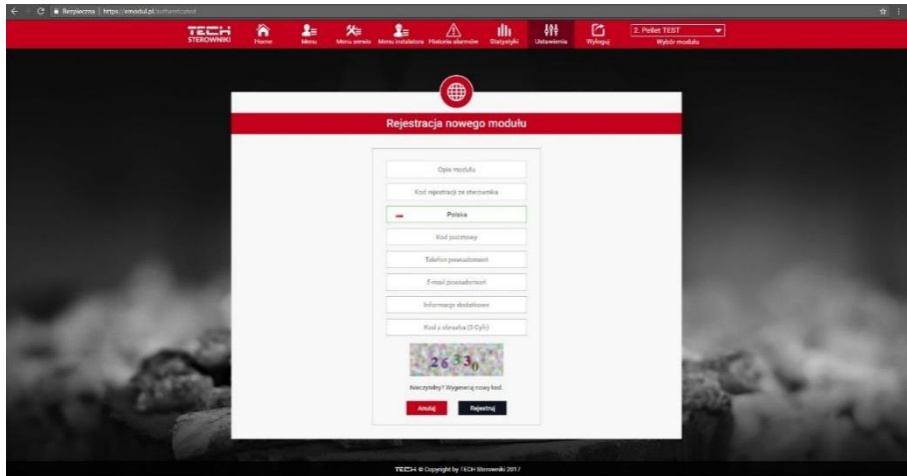 Bezpieczna | https://emodul.pl/authenticated
TECH
STEROWNIKI
Home
Menu
Menu serwis
Menu instalatora
Historia alarmów
Statystyki
Ustawienia
Wyloguj
2. Pellet TEST
Wybór modułu
Rejestracja nowego modułu
Opis modułu
Kod rejestracji ze sterownika
Polska
Kod pocztowy
Telefon powiadomień
E-mail powiadomień
Informacje dodatkowe
Kod z obrazka (5 Cyfr)
26330
Nieczytelny? Wygeneruj nowy kod.
Anuluj
Rejestruj
TECH © Copyright by TECH Sterowniki 2017